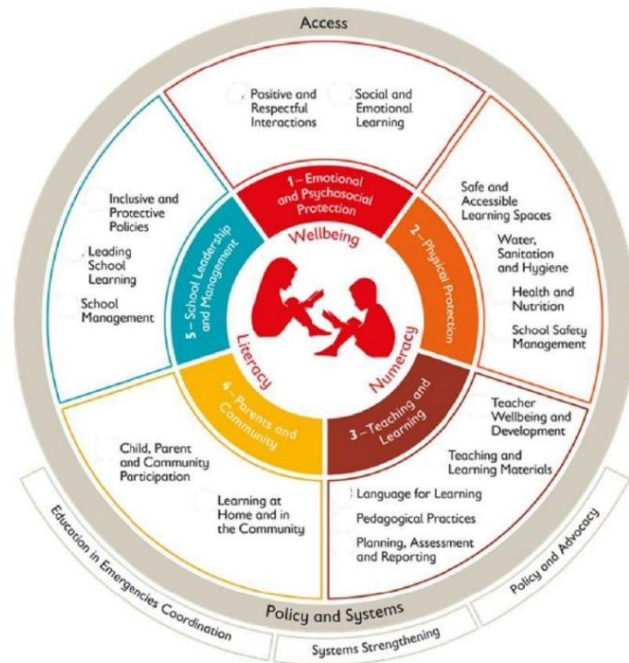 Access
Positive and
Respectful
Interactions
Social and
Emotional
Learning
1 – Emotional
and Psychosocial
Protection
Inclusive and
Protective
Policies
Leading
School
Learning
School
Management
5 – School Leadership
and Management
Wellbeing
2 – Physical Protection
Safe and
Accessible
Learning Spaces
Water,
Sanitation
and Hygiene
Health and
Nutrition
School Safety
Management
Literacy
Numeracy
4 – Parents and
Community
3 – Teaching and
Learning
Teacher
Wellbeing and
Development
Teaching and
Learning Materials
Language for Learning
Pedagogical Practices
Planning, Assessment
and Reporting
Child, Parent
and Community
Participation
Learning at
Home and in
the Community
Policy and Systems
Education in Emergencies Coordination
Systems Strengthening
Policy and Advocacy